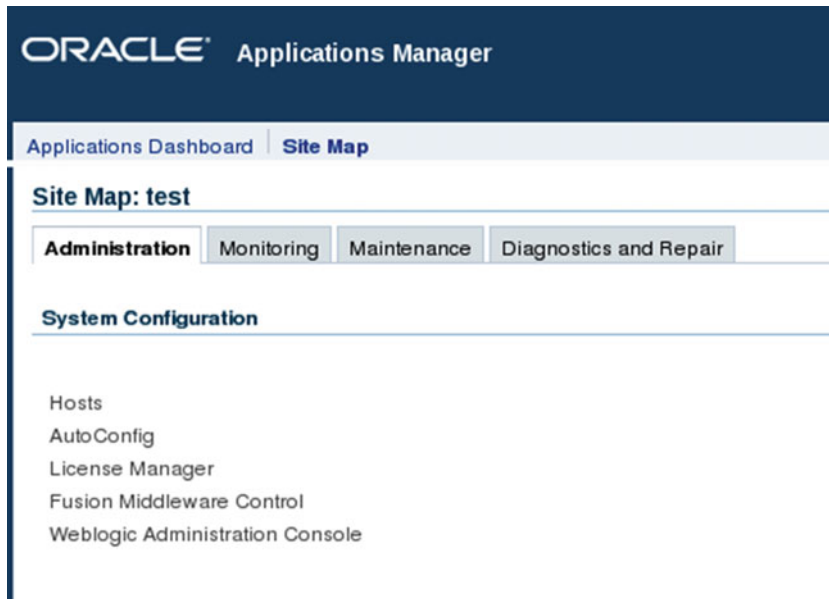 ORACLE Applications Manager
Applications Dashboard Site Map
Site Map: test
Administration Monitoring Maintenance Diagnostics and Repair
System Configuration
Hosts
AutoConfig
License Manager
Fusion Middleware Control
Weblogic Administration Console